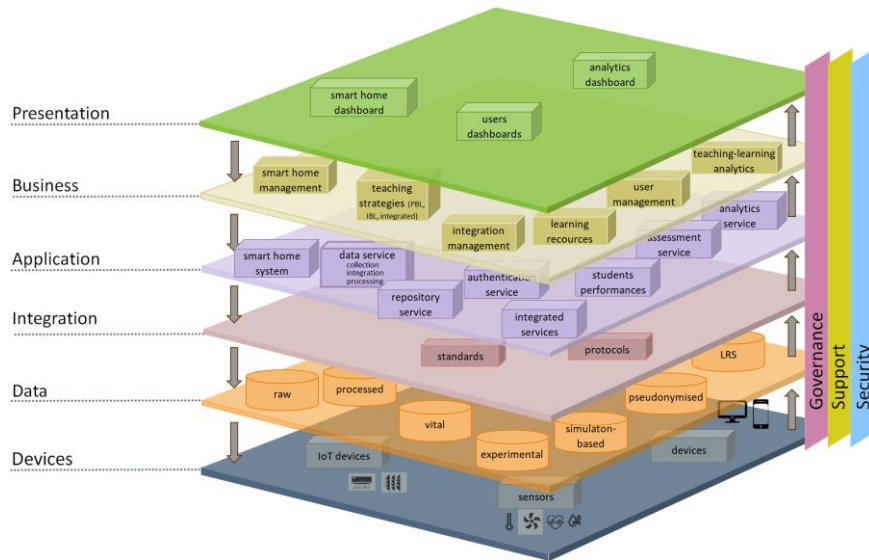 Presentation
smart home
dashboard
analytics
dashboard
users
dashboards
Business
smart home
management
teaching
strategies (PBL,
IBL, integrated)
integration
management
learning
recources
user
management
teaching-learning
analytics
Application
smart home
system
data service
collection
integration
processing
repository
service
authentication
service
integrated
services
students
performances
assessment
service
analytics
service
Integration
standards
protocols
Data
raw
processed
vital
experimental
simulaton-
based
pseudonymised
LRS
Devices
IoT devices
sensors
devices
Governance
Support
Security